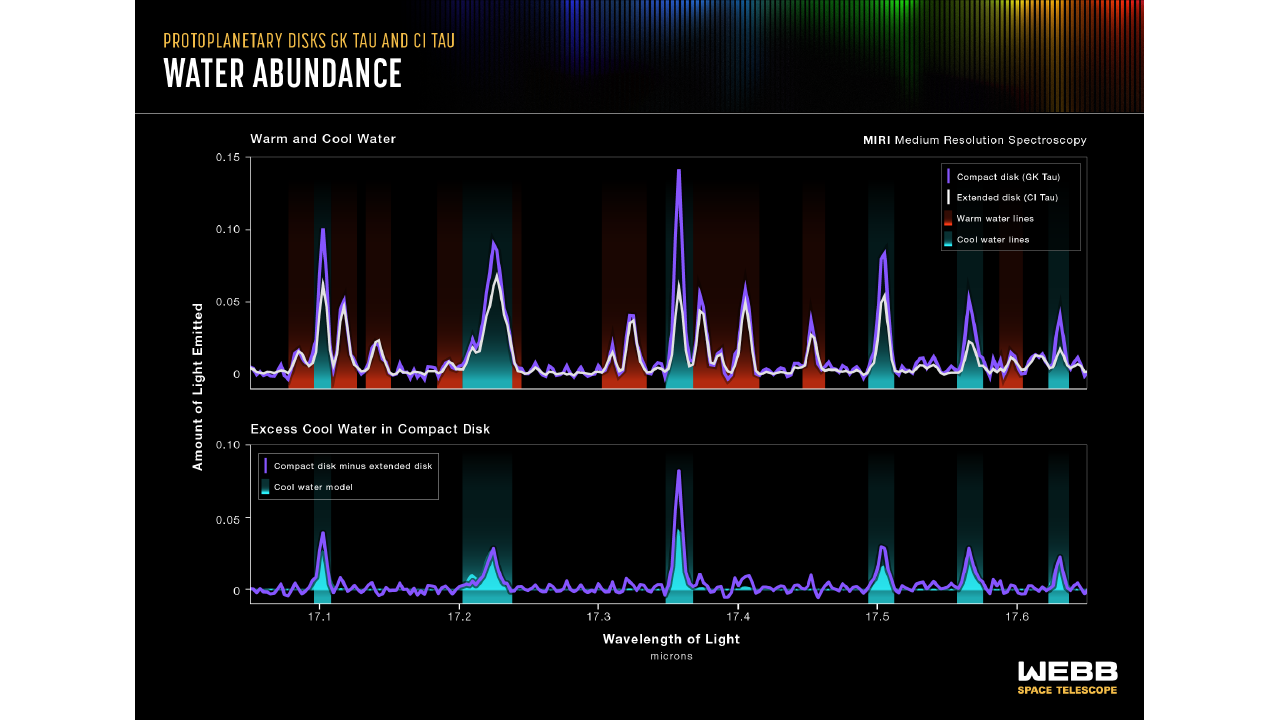 PROTOPLANETARY DISKS GK TAU AND CI TAU
WATER ABUNDANCE
Warm and Cool Water
MIRI Medium Resolution Spectroscopy
0.15
0.10
0.05
0
Compact disk (GK Tau)
Extended disk (CI Tau)
Warm water lines
Cool water lines
Amount of Light Emitted
Excess Cool Water in Compact Disk
0.10
0.05
0
Compact disk minus extended disk
Cool water model
17.1 17.2 17.3 17.4 17.5 17.6
Wavelength of Light
microns
WEBB
SPACE TELESCOPE